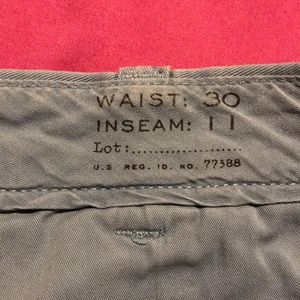 WAIST: 30
INSEAM: 11
Lot:....................
U.S REG. ID. NO. 77388